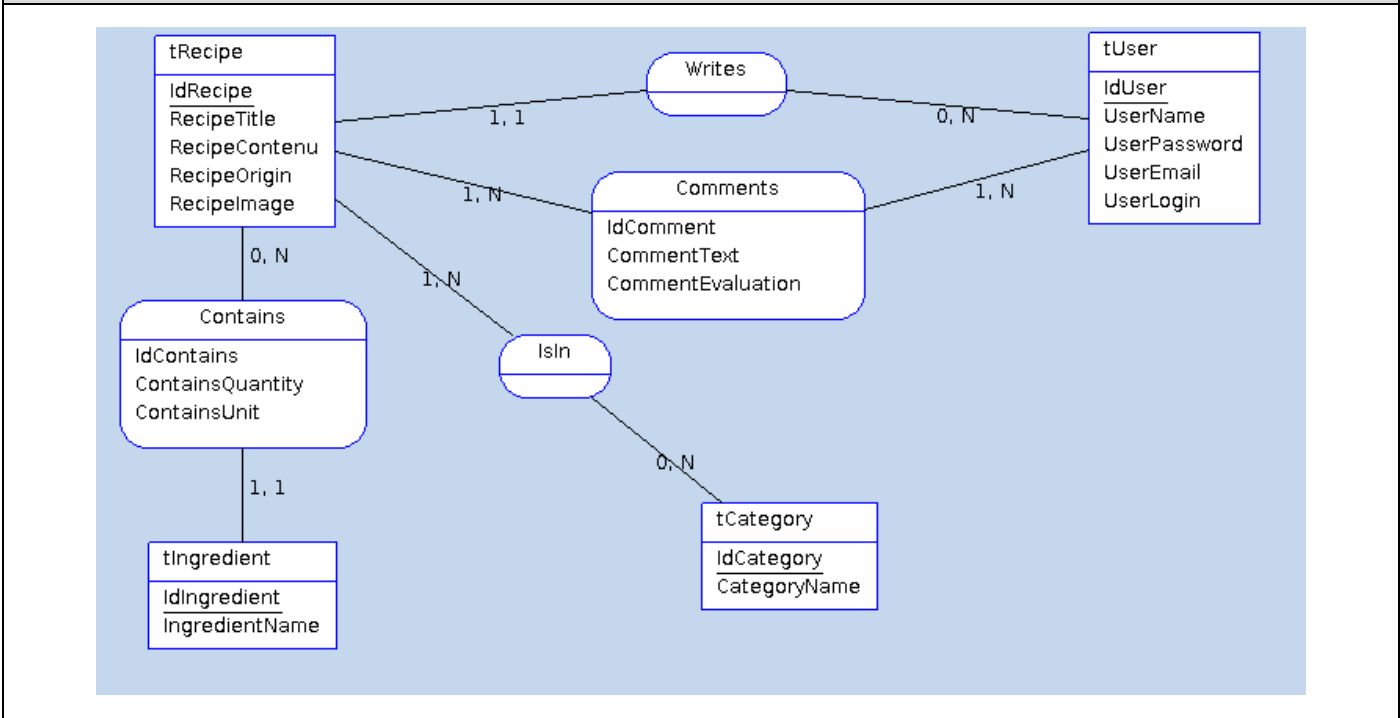 tRecipe
IdRecipe
RecipeTitle
RecipeContenu
RecipeOrigin
RecipeImage
Writes
1, 1
0, N
tUser
IdUser
UserName
UserPassword
UserEmail
UserLogin
1, N
Comments
IdComment
CommentText
CommentEvaluation
1, N
0, N
Contains
IdContains
ContainsQuantity
ContainsUnit
1, N
IsIn
0, N
1, 1
tIngredient
IdIngredient
IngredientName
tCategory
IdCategory
CategoryName